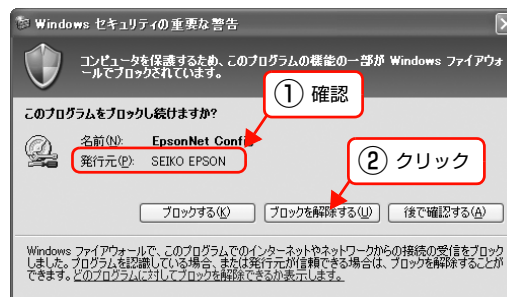 Windows セキュリティの重要な警告
コンピュータを保護するため、このプログラムの機能の一部が Windows ファイアウォ
ールでブロックされています。
① 確認
このプログラムをブロックし続けますか?
名前(N): EpsonNet Config
発行元(P): SEIKO EPSON
② クリック
ブロックする(K) ブロックを解除する(U) 後で確認する(A)
Windows ファイアウォールで、このプログラムでのインターネットやネットワークからの接続の受信をブロック
しました。プログラムを認識している場合、または発行元が信頼できる場合は、ブロックを解除することが
できます。どのプログラムに対してブロックを解除できるか表示します。